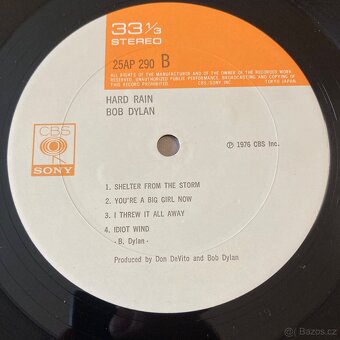 33 1/3
STEREO
25AP 290 B
ALL RIGHTS OF THE MANUFACTURER AND OF THE OWNER OF THE RECORDED WORK
RESERVED. UNAUTHORIZED PUBLIC PERFORMANCE, BROADCASTING AND COPYING OF
THIS RECORD PROHIBITED. CBS/SONY INC. TOKYO JAPAN
HARD RAIN
BOB DYLAN
CBS
SONY
℗ 1976 CBS Inc.
1. SHELTER FROM THE STORM
2. YOU'RE A BIG GIRL NOW
3. I THREW IT ALL AWAY
4. IDIOT WIND
- B. Dylan -
Produced by Don DeVito and Bob Dylan
bazos.cz